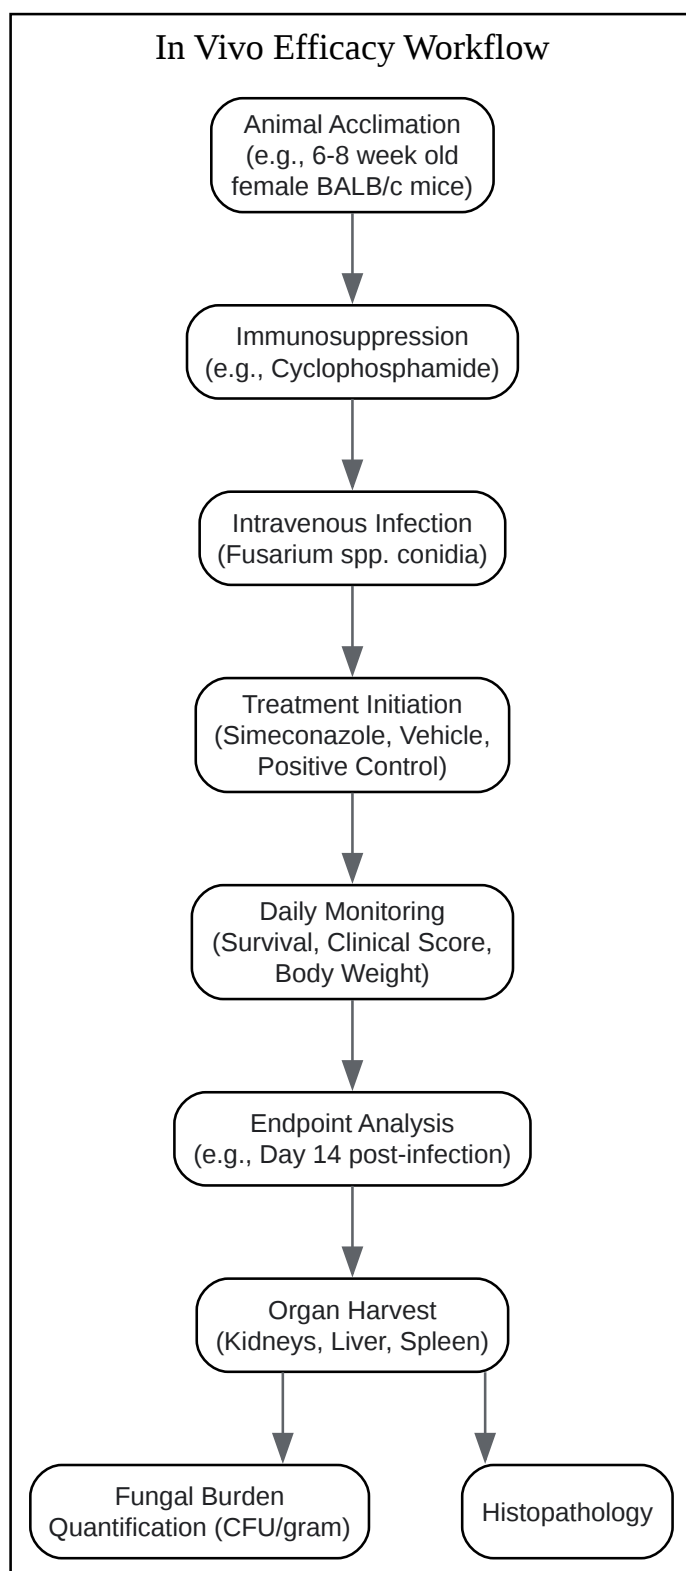 In Vivo Efficacy Workflow
Animal Acclimation
(e.g., 6-8 week old
female BALB/c mice)
Immunosuppression
(e.g., Cyclophosphamide)
Intravenous Infection
(Fusarium spp. conidia)
Treatment Initiation
(Simeconazole, Vehicle,
Positive Control)
Daily Monitoring
(Survival, Clinical Score,
Body Weight)
Endpoint Analysis
(e.g., Day 14 post-infection)
Organ Harvest
(Kidneys, Liver, Spleen)
Fungal Burden
Quantification (CFU/gram)
Histopathology